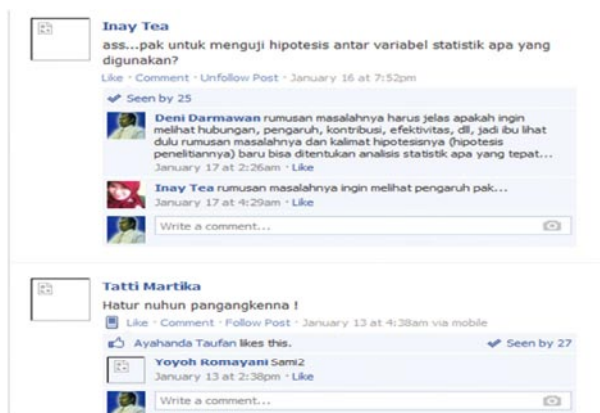 Inay Tea
ass...pak untuk menguji hipotesis antar variabel statistik apa yang
digunakan?
Like · Comment · Unfollow Post · January 16 at 7:52pm
Seen by 25
Deni Darmawan rumusan masalahnya harus jelas apakah ingin
melihat hubungan, pengaruh, kontribusi, efektivitas, dll, jadi ibu lihat
dulu rumusan masalahnya dan kalimat hipotesisnya (hipotesis
penelitiannya) baru bisa ditentukan analisis statistik apa yang tepat...
January 17 at 2:26am · Like
Inay Tea rumusan masalahnya ingin melihat pengaruh pak...
January 17 at 4:29am · Like
Write a comment...
Tatti Martika
Hatur nuhun pangangkenna !
Like · Comment · Follow Post · January 13 at 4:38am via mobile
Ayahanda Taufan likes this. Seen by 27
Yoyoh Romayani Sami2
January 13 at 2:38pm · Like
Write a comment...